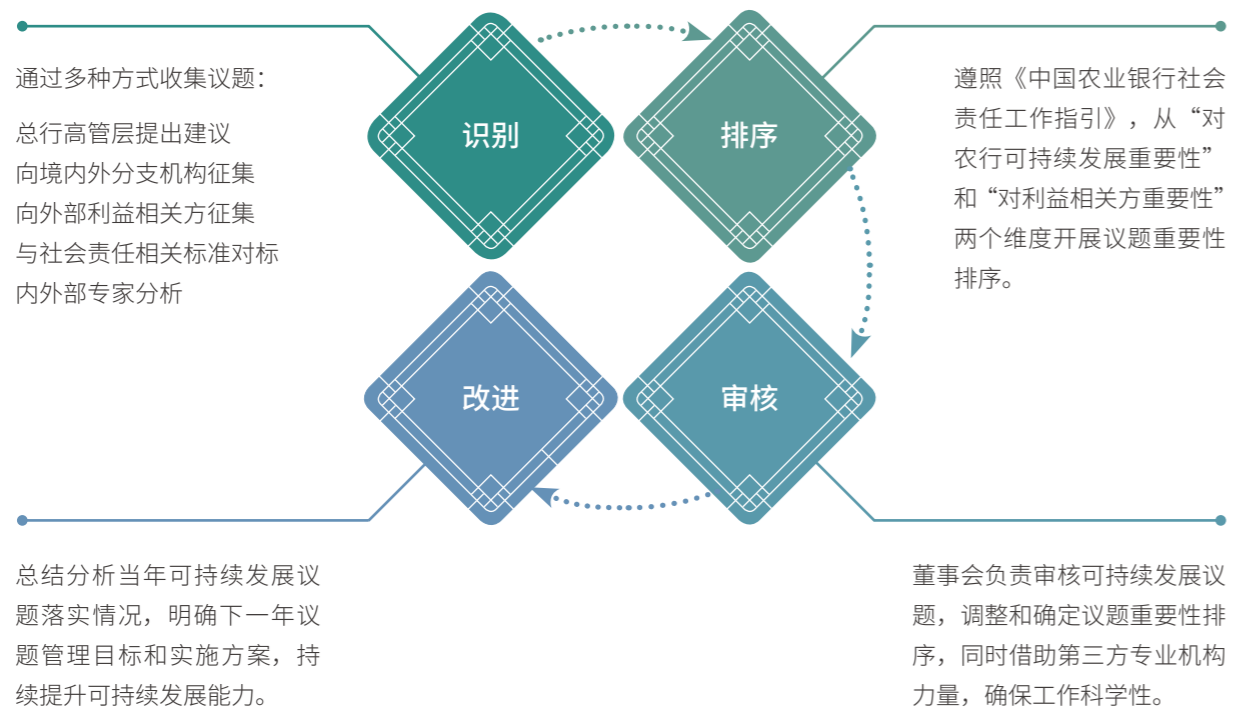 识别
通过多种方式收集议题：
总行高管层提出建议
向境内外分支机构征集
向外部利益相关方征集
与社会责任相关标准对标
内外部专家分析
排序
遵照《中国农业银行社会
责任工作指引》，从“对
农行可持续发展重要性”
和“对利益相关方重要性”
两个维度开展议题重要性
排序。
审核
董事会负责审核可持续发展议
题，调整和确定议题重要性排
序，同时借助第三方专业机构
力量，确保工作科学性。
改进
总结分析当年可持续发展议
题落实情况，明确下一年议
题管理目标和实施方案，持
续提升可持续发展能力。